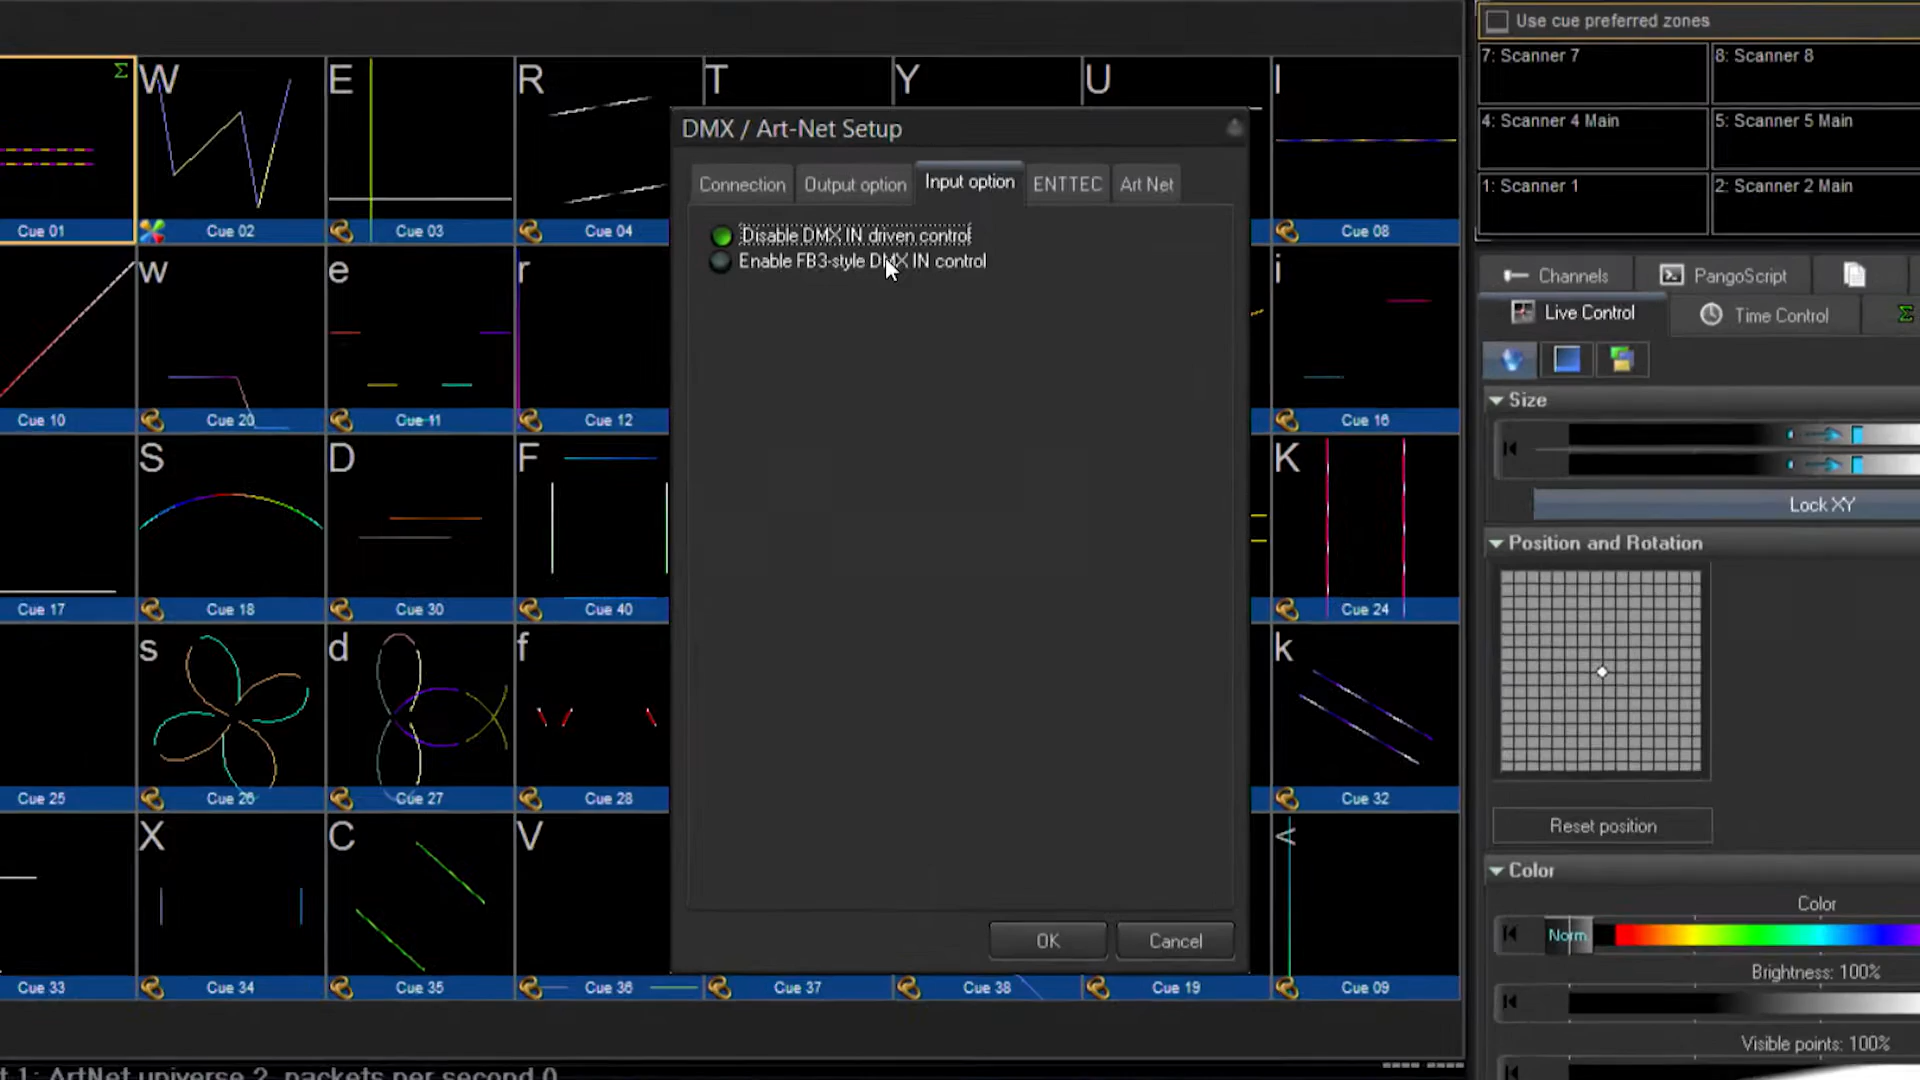 Use cue preferred zones
7: Scanner 7
8: Scanner 8
4: Scanner 4 Main
5: Scanner 5 Main
1: Scanner 1
2: Scanner 2 Main
W
E
R
T
Y
U
I
Cue 01
Cue 02
Cue 03
Cue 04
Cue 08
DMX / Art-Net Setup
Connection
Output option
Input option
ENTTEC
Art Net
Disable DMX IN driven control
Enable FB3-style DMX IN control
OK
Cancel
w
e
r
i
Cue 10
Cue 20
Cue 11
Cue 12
Cue 16
S
D
F
K
Cue 17
Cue 18
Cue 30
Cue 40
Cue 24
s
d
f
k
Cue 25
Cue 26
Cue 27
Cue 28
Cue 32
X
C
V
<
Cue 33
Cue 34
Cue 35
Cue 36
Cue 37
Cue 38
Cue 19
Cue 09
Channels
PangoScript
Live Control
Time Control
Σ
Size
Lock XY
Position and Rotation
Reset position
Color
Color
Norm
Brightness: 100%
Visible points: 100%
t 1: ArtNet universe 2, packets per second 0